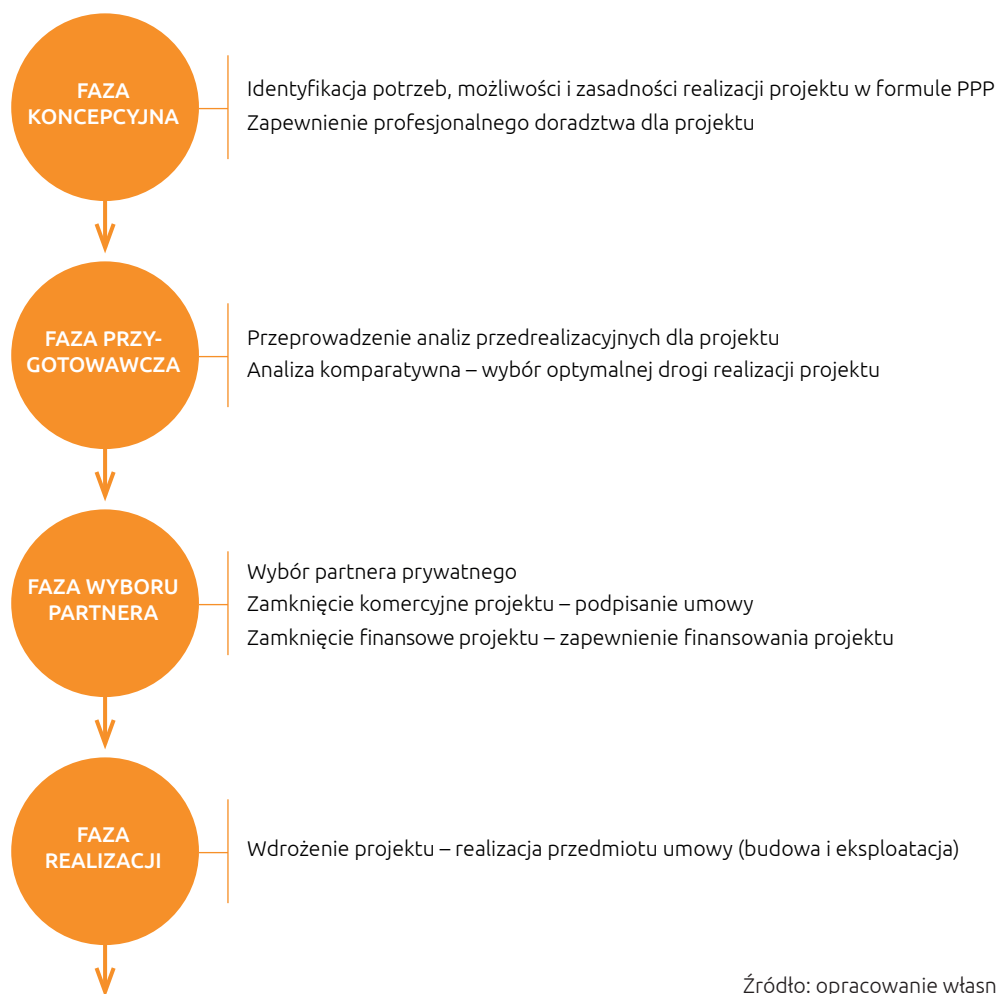 FAZA
KONCEPCYJNA
Identyfikacja potrzeb, możliwości i zasadności realizacji projektu w formule PPP
Zapewnienie profesjonalnego doradztwa dla projektu
FAZA PRZY-
GOTOWAWCZA
Przeprowadzenie analiz przedrealizacyjnych dla projektu
Analiza komparatywna – wybór optymalnej drogi realizacji projektu
FAZA WYBORU
PARTNERA
Wybór partnera prywatnego
Zamknięcie komercyjne projektu – podpisanie umowy
Zamknięcie finansowe projektu – zapewnienie finansowania projektu
FAZA
REALIZACJI
Wdrożenie projektu – realizacja przedmiotu umowy (budowa i eksploatacja)
Źródło: opracowanie własn